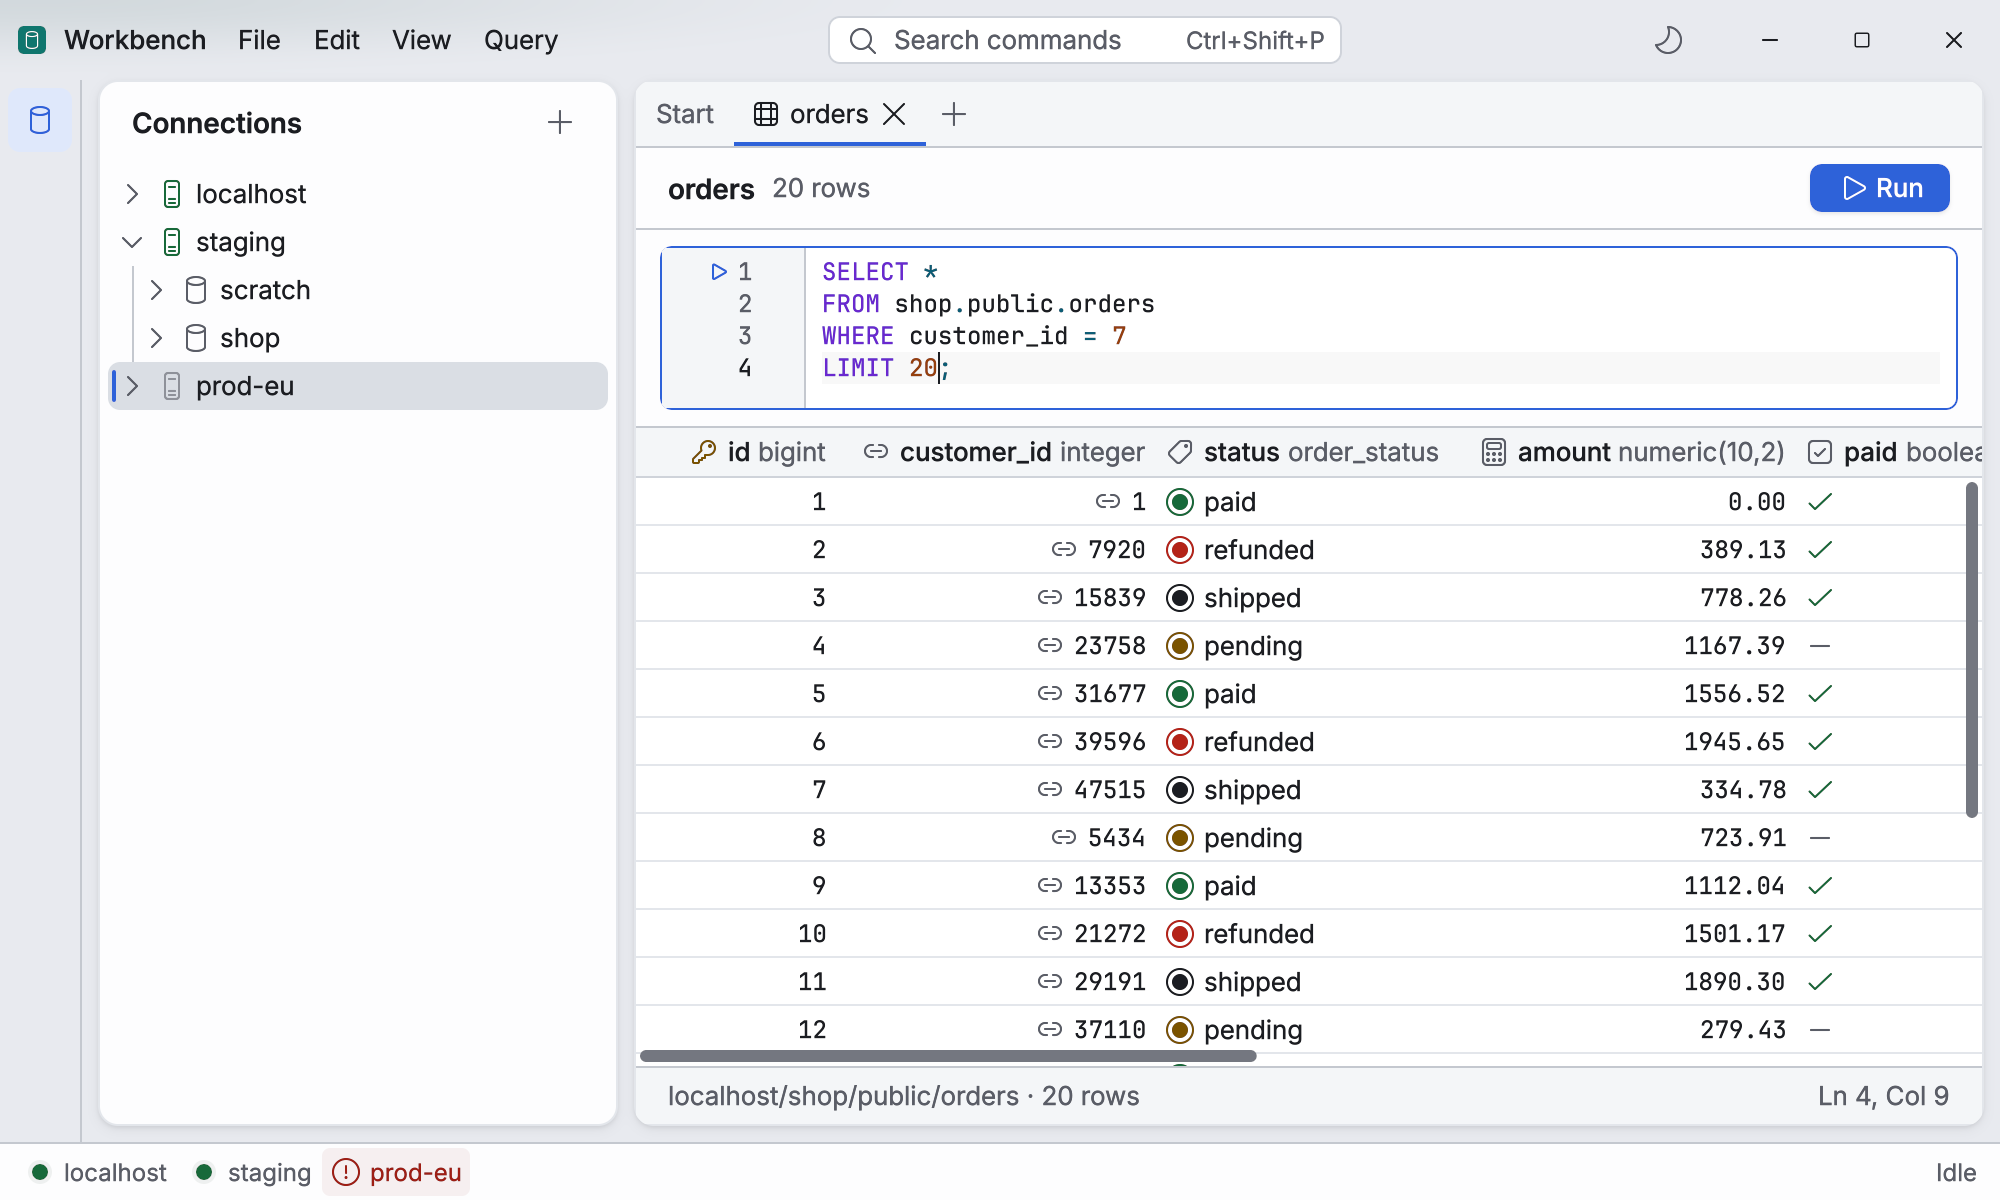 Workbench File Edit View Query Search commands Ctrl+Shift+P
Connections
localhost
staging
scratch
shop
prod-eu
Start orders
orders 20 rows Run
1 SELECT *
2 FROM shop.public.orders
3 WHERE customer_id = 7
4 LIMIT 20;
id bigint customer_id integer status order_status amount numeric(10,2) paid boolea
1 1 paid 0.00
2 7920 refunded 389.13
3 15839 shipped 778.26
4 23758 pending 1167.39
5 31677 paid 1556.52
6 39596 refunded 1945.65
7 47515 shipped 334.78
8 5434 pending 723.91
9 13353 paid 1112.04
10 21272 refunded 1501.17
11 29191 shipped 1890.30
12 37110 pending 279.43
localhost/shop/public/orders · 20 rows Ln 4, Col 9
localhost staging prod-eu Idle